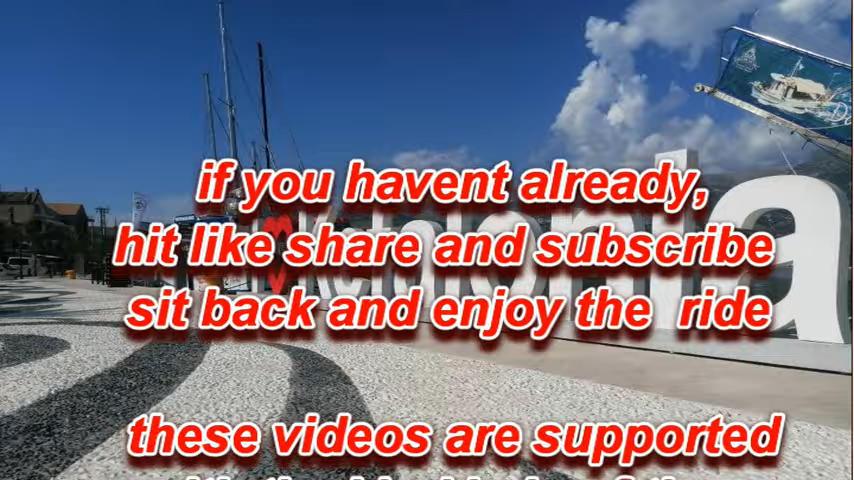 if you havent already,
hit like share and subscribe
sit back and enjoy the ride
these videos are supported